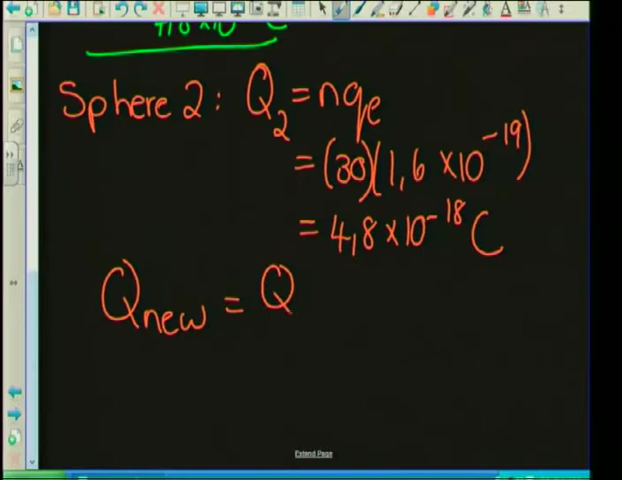 Sphere 2: Q₂ = nqe
= (30)(1,6 × 10⁻¹⁹)
= 4,8 × 10⁻¹⁸ C
Qnew = Q
Extend Page